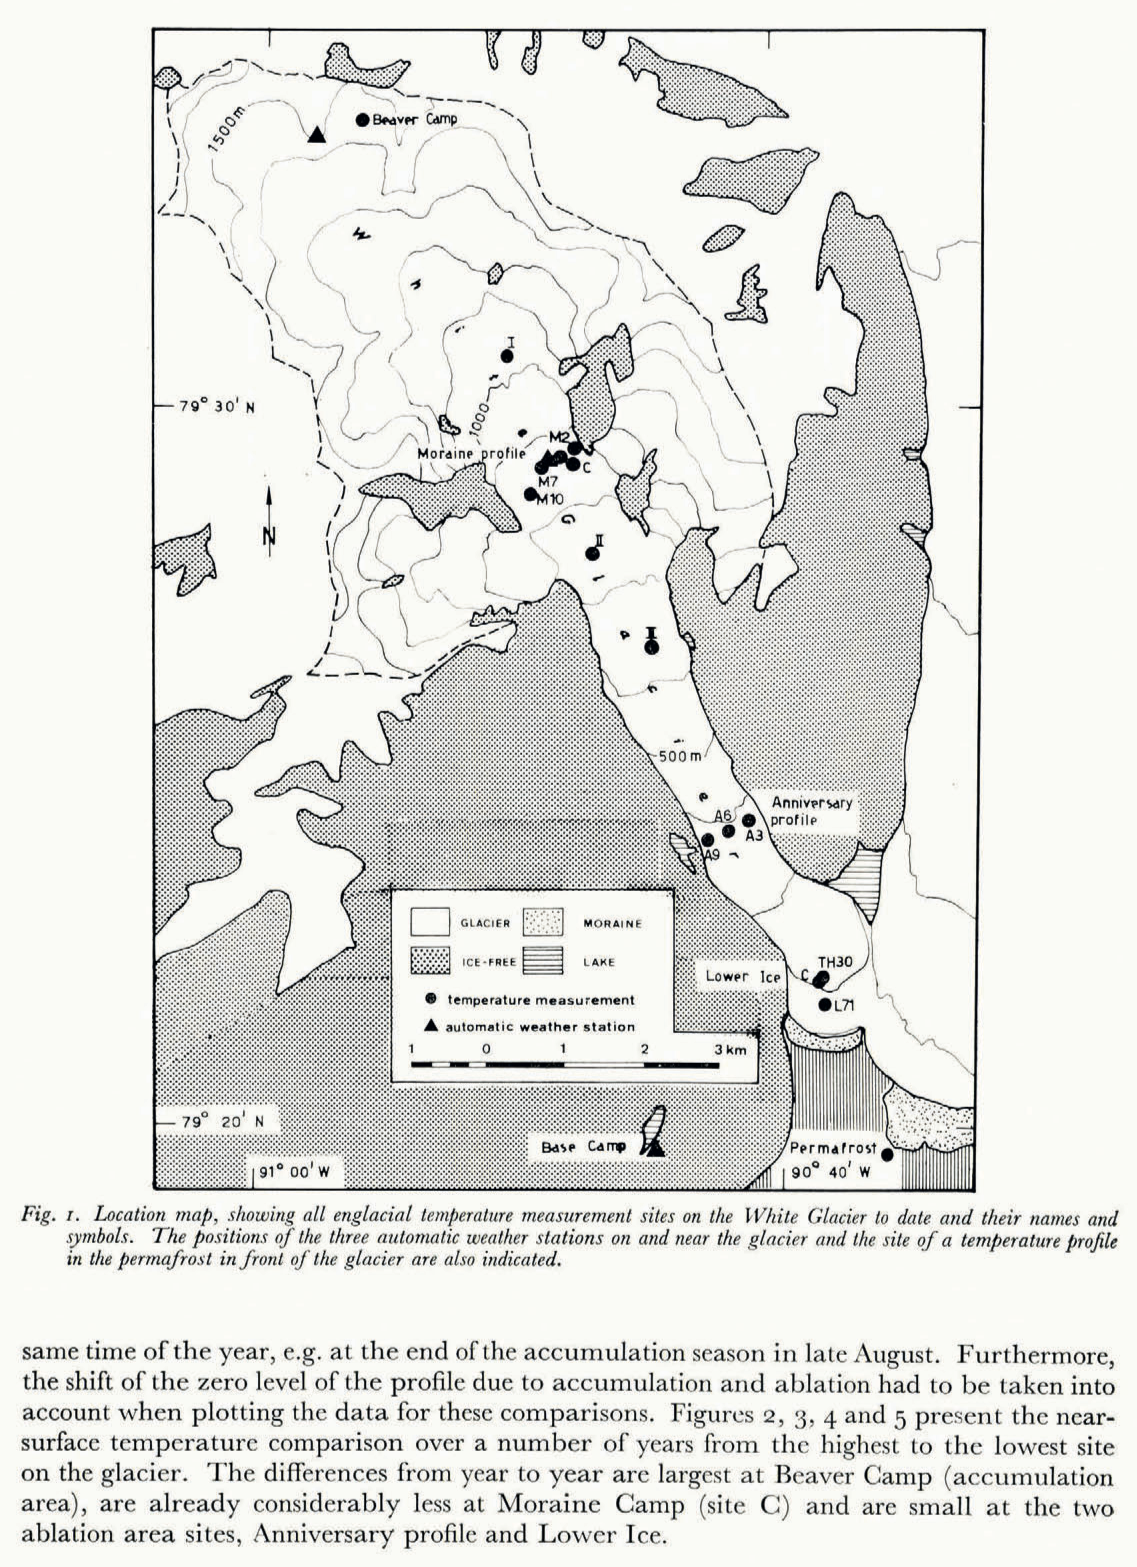 1500m
Beaver Camp
W
h
i
t
e
I
79° 30' N
1000
M2
Moraine profile
C
M7
M10
N
G
II
l
a
c
i
500m
e
r
Anniversary
profile
A6
A3
A9
GLACIER
MORAINE
ICE-FREE
LAKE
temperature measurement
automatic weather station
1 0 1 2 3 km
TH30
Lower Ice
C
L71
79° 20' N
Base Camp
Permafrost
91° 00' W
90° 40' W
Fig. 1. Location map, showing all englacial temperature measurement sites on the White Glacier to date and their names and
symbols. The positions of the three automatic weather stations on and near the glacier and the site of a temperature profile
in the permafrost in front of the glacier are also indicated.
same time of the year, e.g. at the end of the accumulation season in late August. Furthermore,
the shift of the zero level of the profile due to accumulation and ablation had to be taken into
account when plotting the data for these comparisons. Figures 2, 3, 4 and 5 present the near-
surface temperature comparison over a number of years from the highest to the lowest site
on the glacier. The differences from year to year are largest at Beaver Camp (accumulation
area), are already considerably less at Moraine Camp (site C) and are small at the two
ablation area sites, Anniversary profile and Lower Ice.